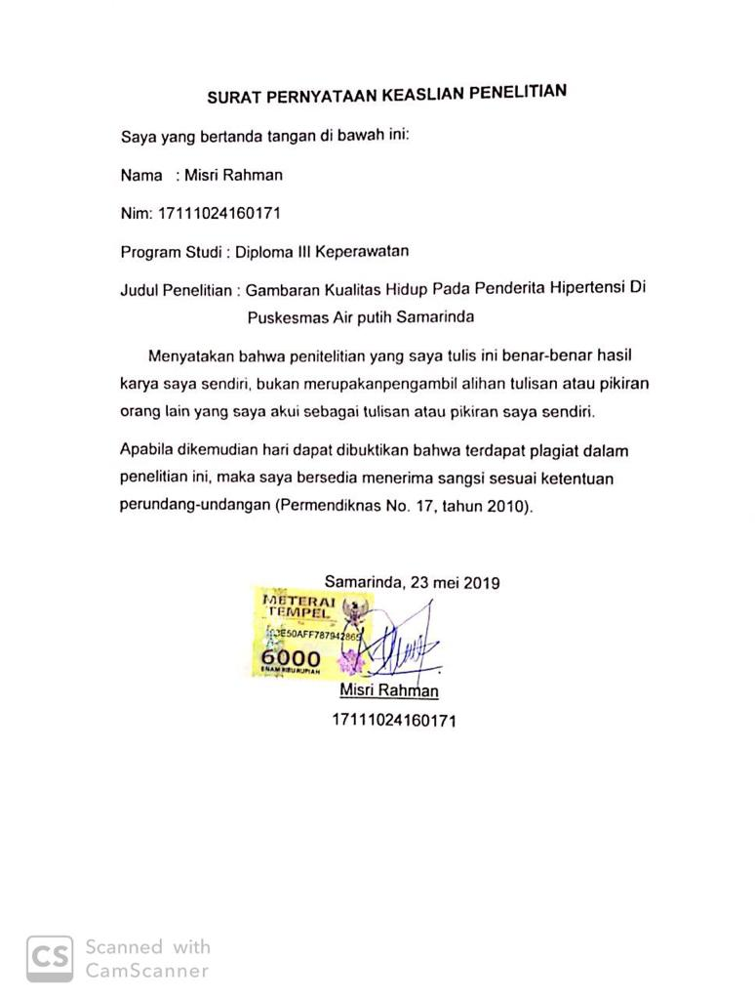 SURAT PERNYATAAN KEASLIAN PENELITIAN
Saya yang bertanda tangan di bawah ini:
Nama : Misri Rahman
Nim: 17111024160171
Program Studi : Diploma III Keperawatan
Judul Penelitian : Gambaran Kualitas Hidup Pada Penderita Hipertensi Di
Puskesmas Air putih Samarinda
Menyatakan bahwa penitelitian yang saya tulis ini benar-benar hasil
karya saya sendiri, bukan merupakanpengambil alihan tulisan atau pikiran
orang lain yang saya akui sebagai tulisan atau pikiran saya sendiri.
Apabila dikemudian hari dapat dibuktikan bahwa terdapat plagiat dalam
penelitian ini, maka saya bersedia menerima sangsi sesuai ketentuan
perundang-undangan (Permendiknas No. 17, tahun 2010).
Samarinda, 23 mei 2019
METERAI
TEMPEL
6000
ENAM RIBU RUPIAH
Misri Rahman
17111024160171
CS Scanned with
CamScanner